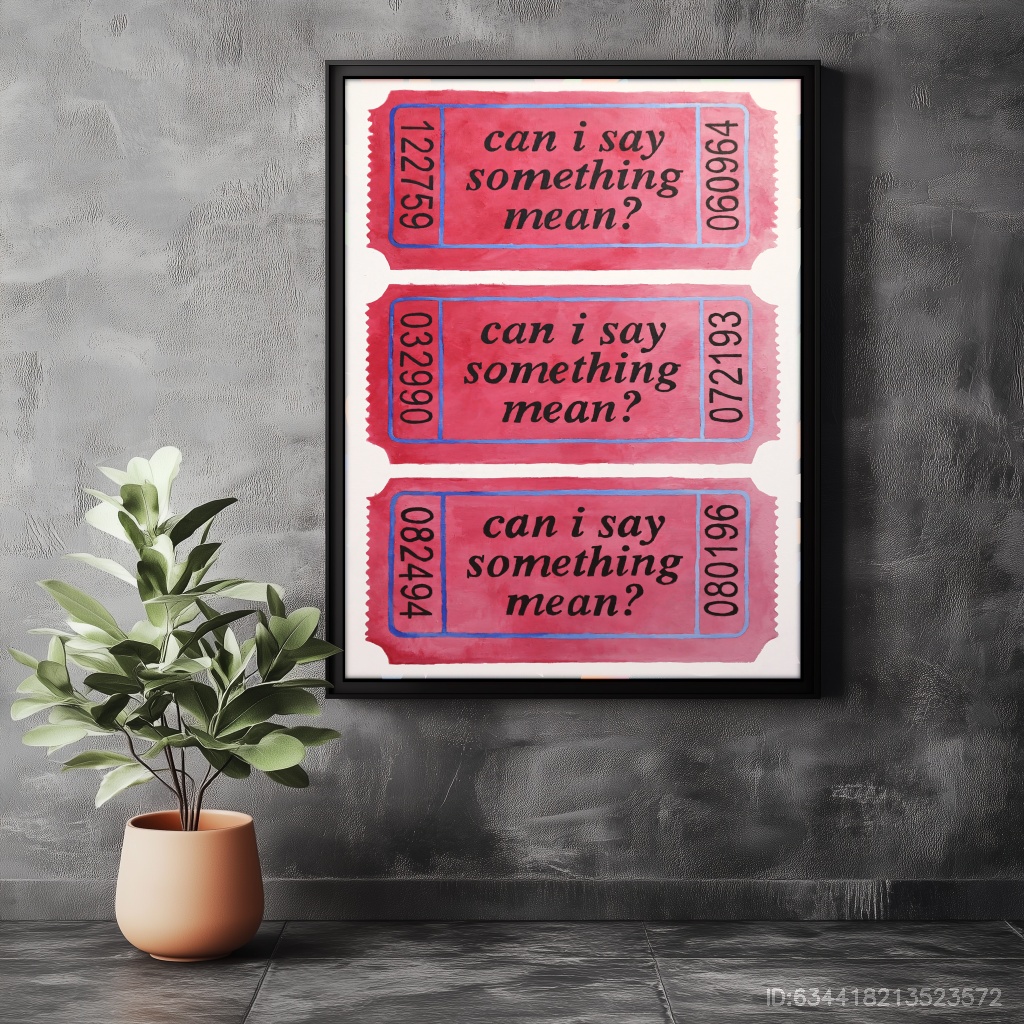 122759
can i say
something
mean?
060964
032990
can i say
something
mean?
072193
082494
can i say
something
mean?
080196
ID:634418213523572